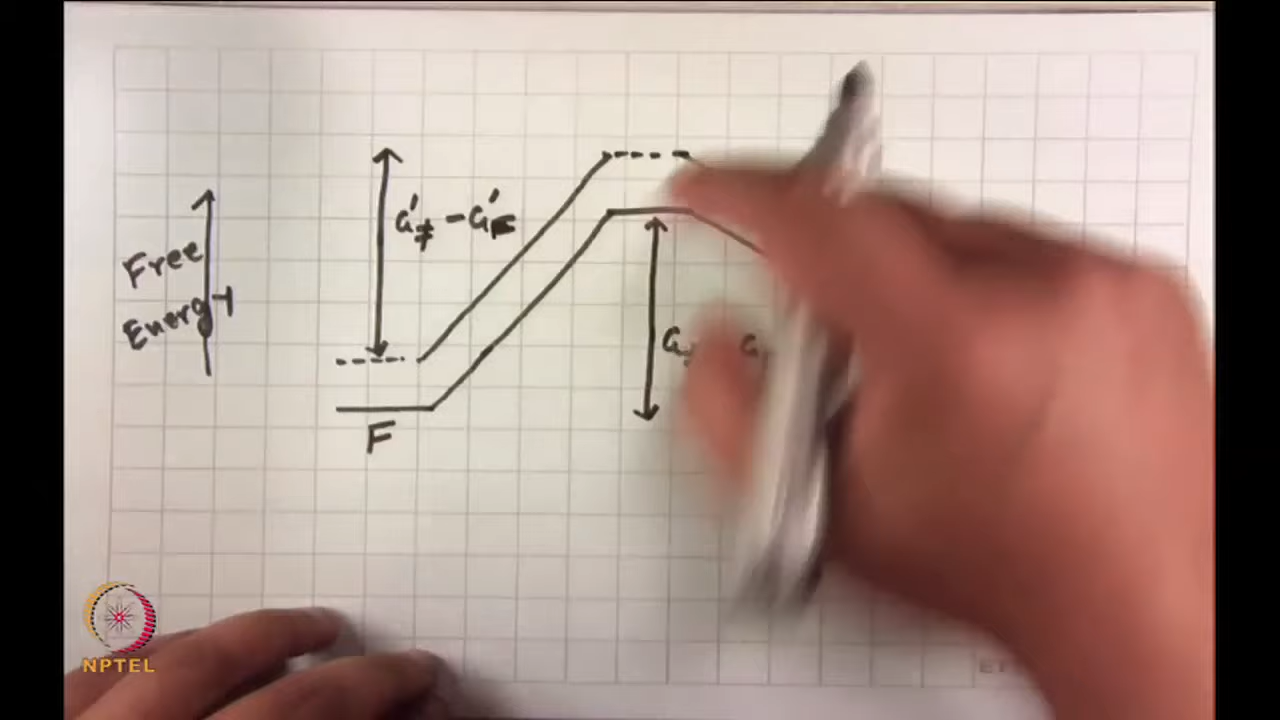 Free
Energy
G'‡ - G'F
F
G
G
NPTEL